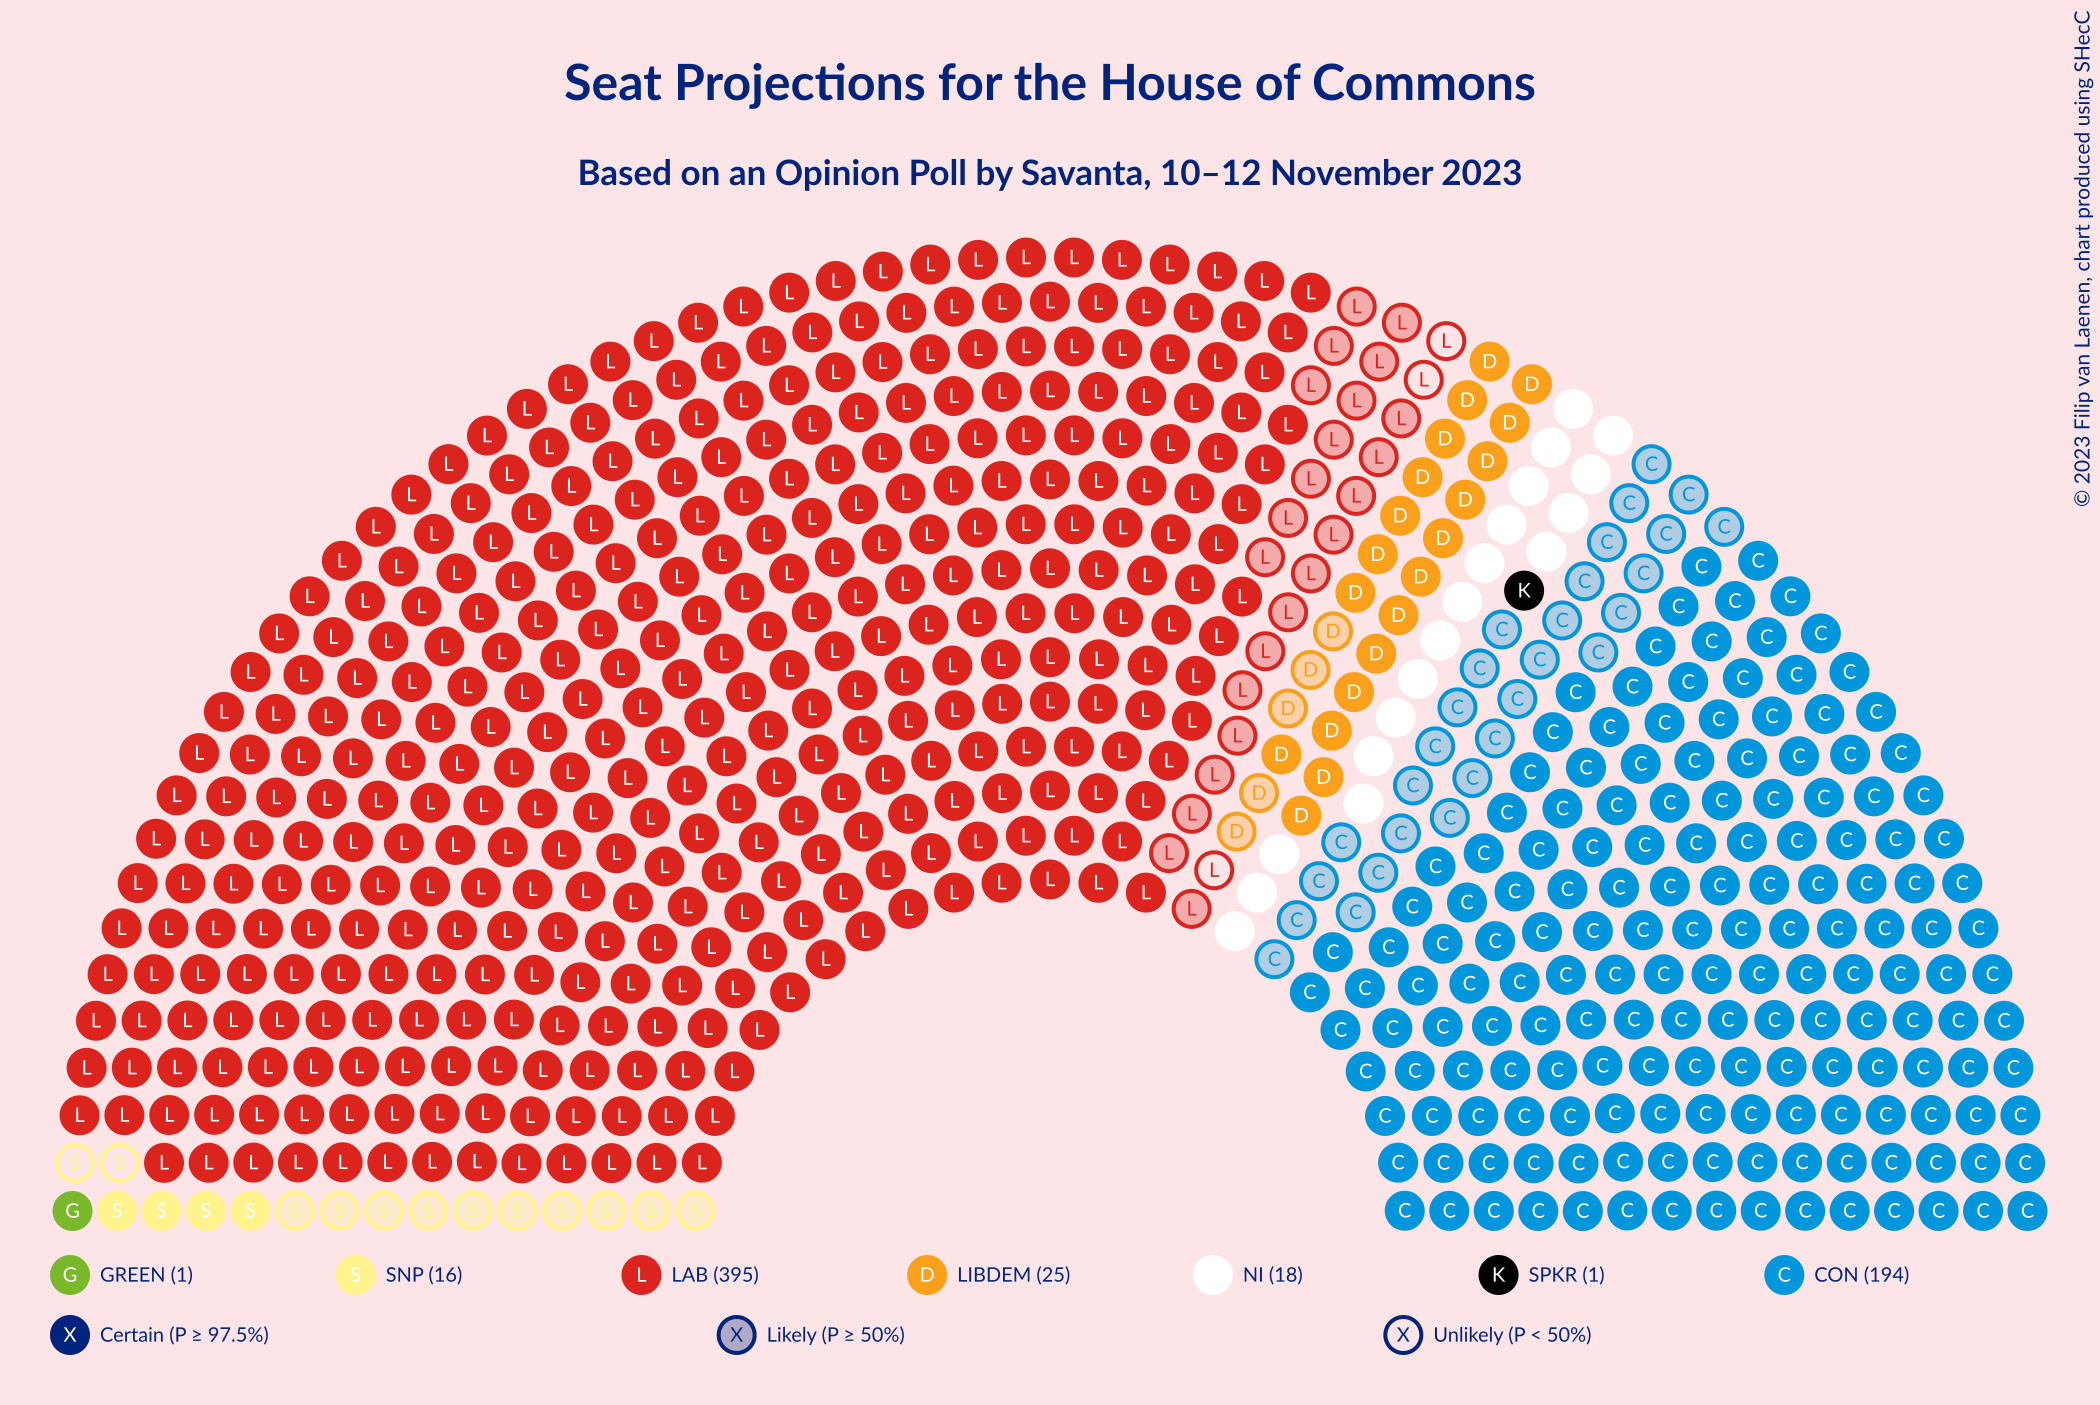 Seat Projections for the House of Commons
Based on an Opinion Poll by Savanta, 10–12 November 2023
© 2023 Filip van Laenen, chart produced using SHecC
G GREEN (1) S SNP (16) L LAB (395) D LIBDEM (25) NI (18) K SPKR (1) C CON (194)
X Certain (P ≥ 97.5%) X Likely (P ≥ 50%) X Unlikely (P < 50%)